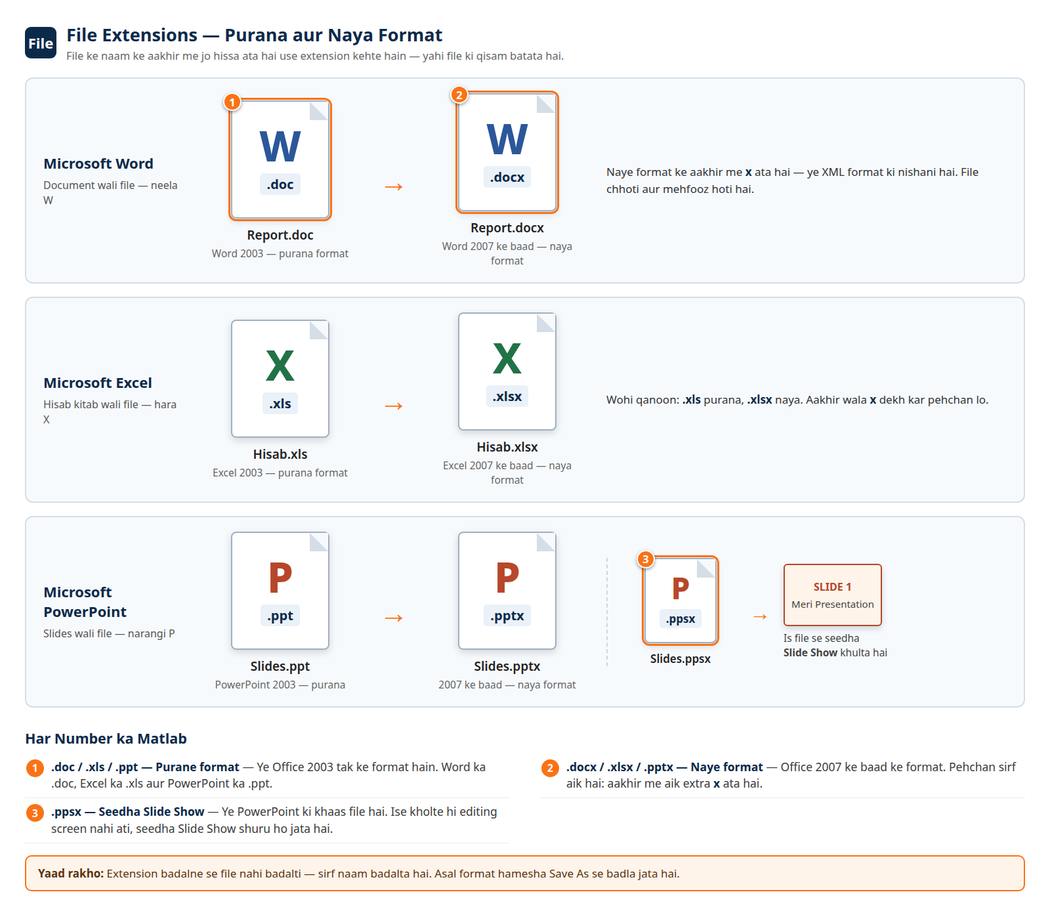 File
File Extensions — Purana aur Naya Format
File ke naam ke aakhir me jo hissa ata hai use extension kehte hain — yahi file ki qisam batata hai.
Microsoft Word
Document wali file — neela
W
1
W
.doc
Report.doc
Word 2003 — purana format
→
2
W
.docx
Report.docx
Word 2007 ke baad — naya
format
Naye format ke aakhir me x ata hai — ye XML format ki nishani hai. File
chhoti aur mehfooz hoti hai.
Microsoft Excel
Hisab kitab wali file — hara
X
X
.xls
Hisab.xls
Excel 2003 — purana format
→
X
.xlsx
Hisab.xlsx
Excel 2007 ke baad — naya
format
Wohi qanoon: .xls purana, .xlsx naya. Aakhir wala x dekh kar pehchan lo.
Microsoft
PowerPoint
Slides wali file — narangi P
P
.ppt
Slides.ppt
PowerPoint 2003 — purana
→
P
.pptx
Slides.pptx
2007 ke baad — naya format
3
P
.ppsx
Slides.ppsx
→
SLIDE 1
Meri Presentation
Is file se seedha
Slide Show khulta hai
Har Number ka Matlab
1 .doc / .xls / .ppt — Purane format — Ye Office 2003 tak ke format hain. Word ka
.doc, Excel ka .xls aur PowerPoint ka .ppt.
2 .docx / .xlsx / .pptx — Naye format — Office 2007 ke baad ke format. Pehchan sirf
aik hai: aakhir me aik extra x ata hai.
3 .ppsx — Seedha Slide Show — Ye PowerPoint ki khaas file hai. Ise kholte hi editing
screen nahi ati, seedha Slide Show shuru ho jata hai.
Yaad rakho: Extension badalne se file nahi badalti — sirf naam badalta hai. Asal format hamesha Save As se badla jata hai.